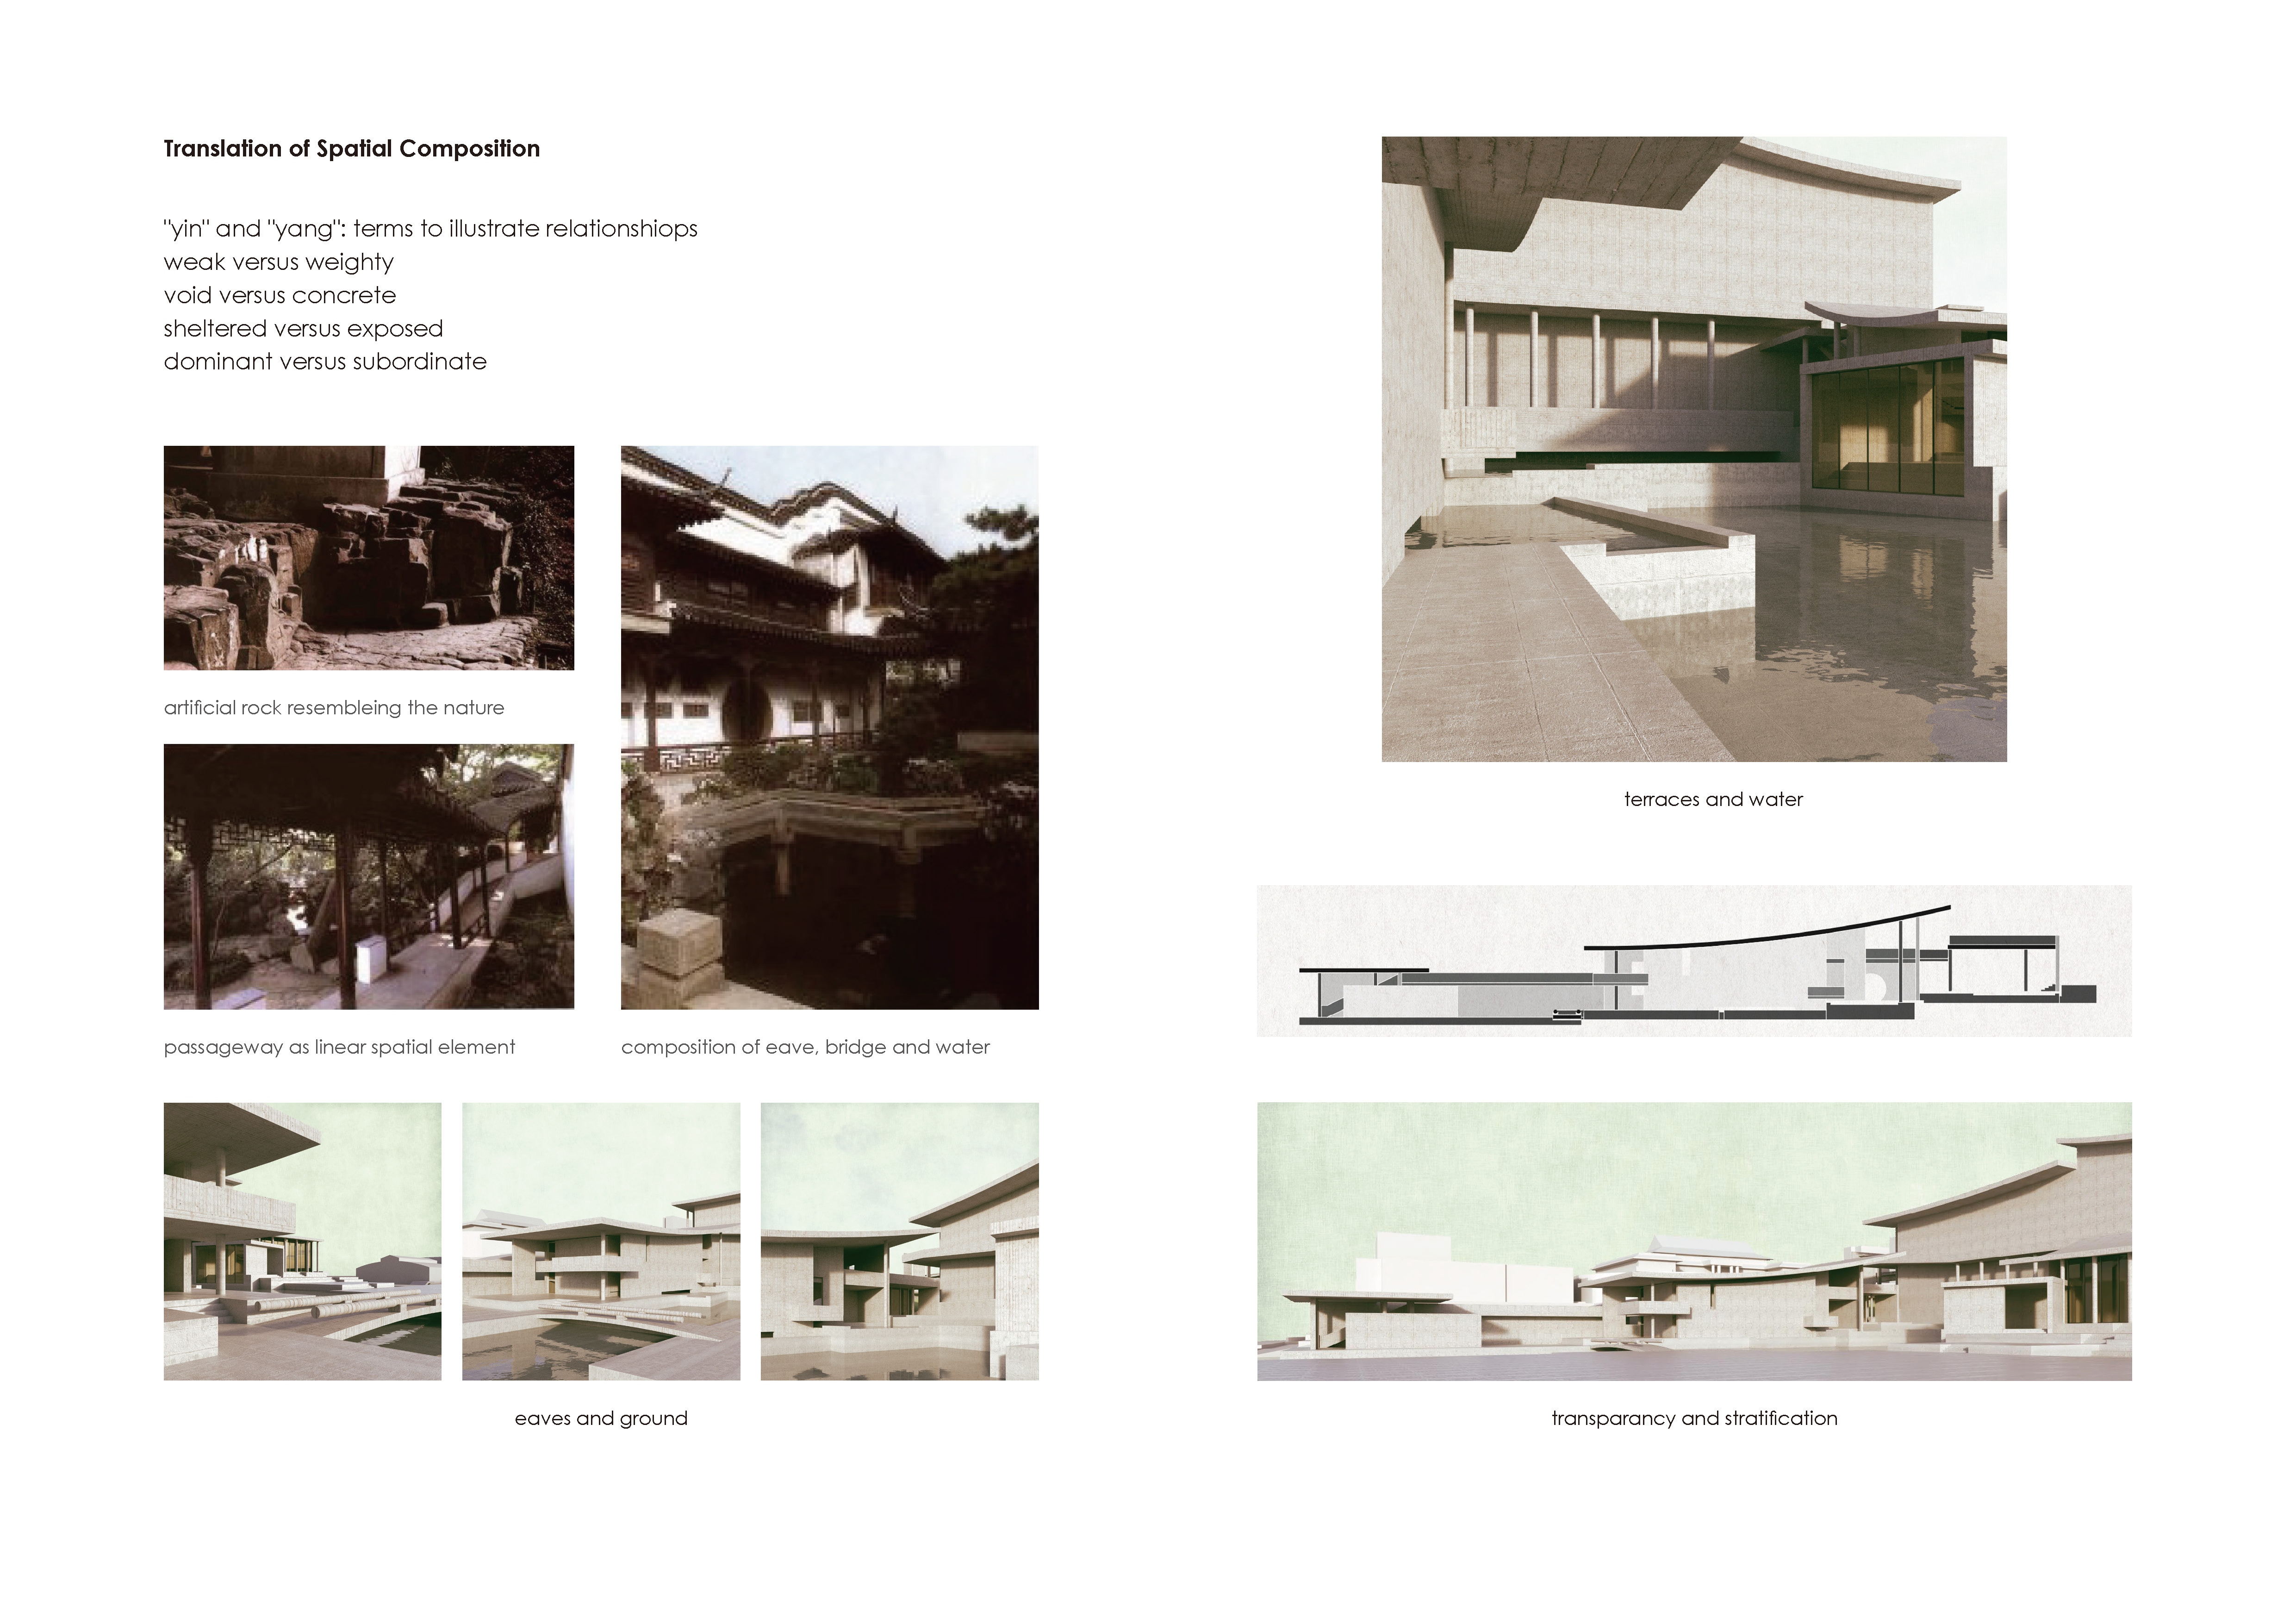 Translation of Spatial Composition
"yin" and "yang": terms to illustrate relationshiops
weak versus weighty
void versus concrete
sheltered versus exposed
dominant versus subordinate
artificial rock resembleing the nature
passageway as linear spatial element
composition of eave, bridge and water
eaves and ground
terraces and water
transparancy and stratification